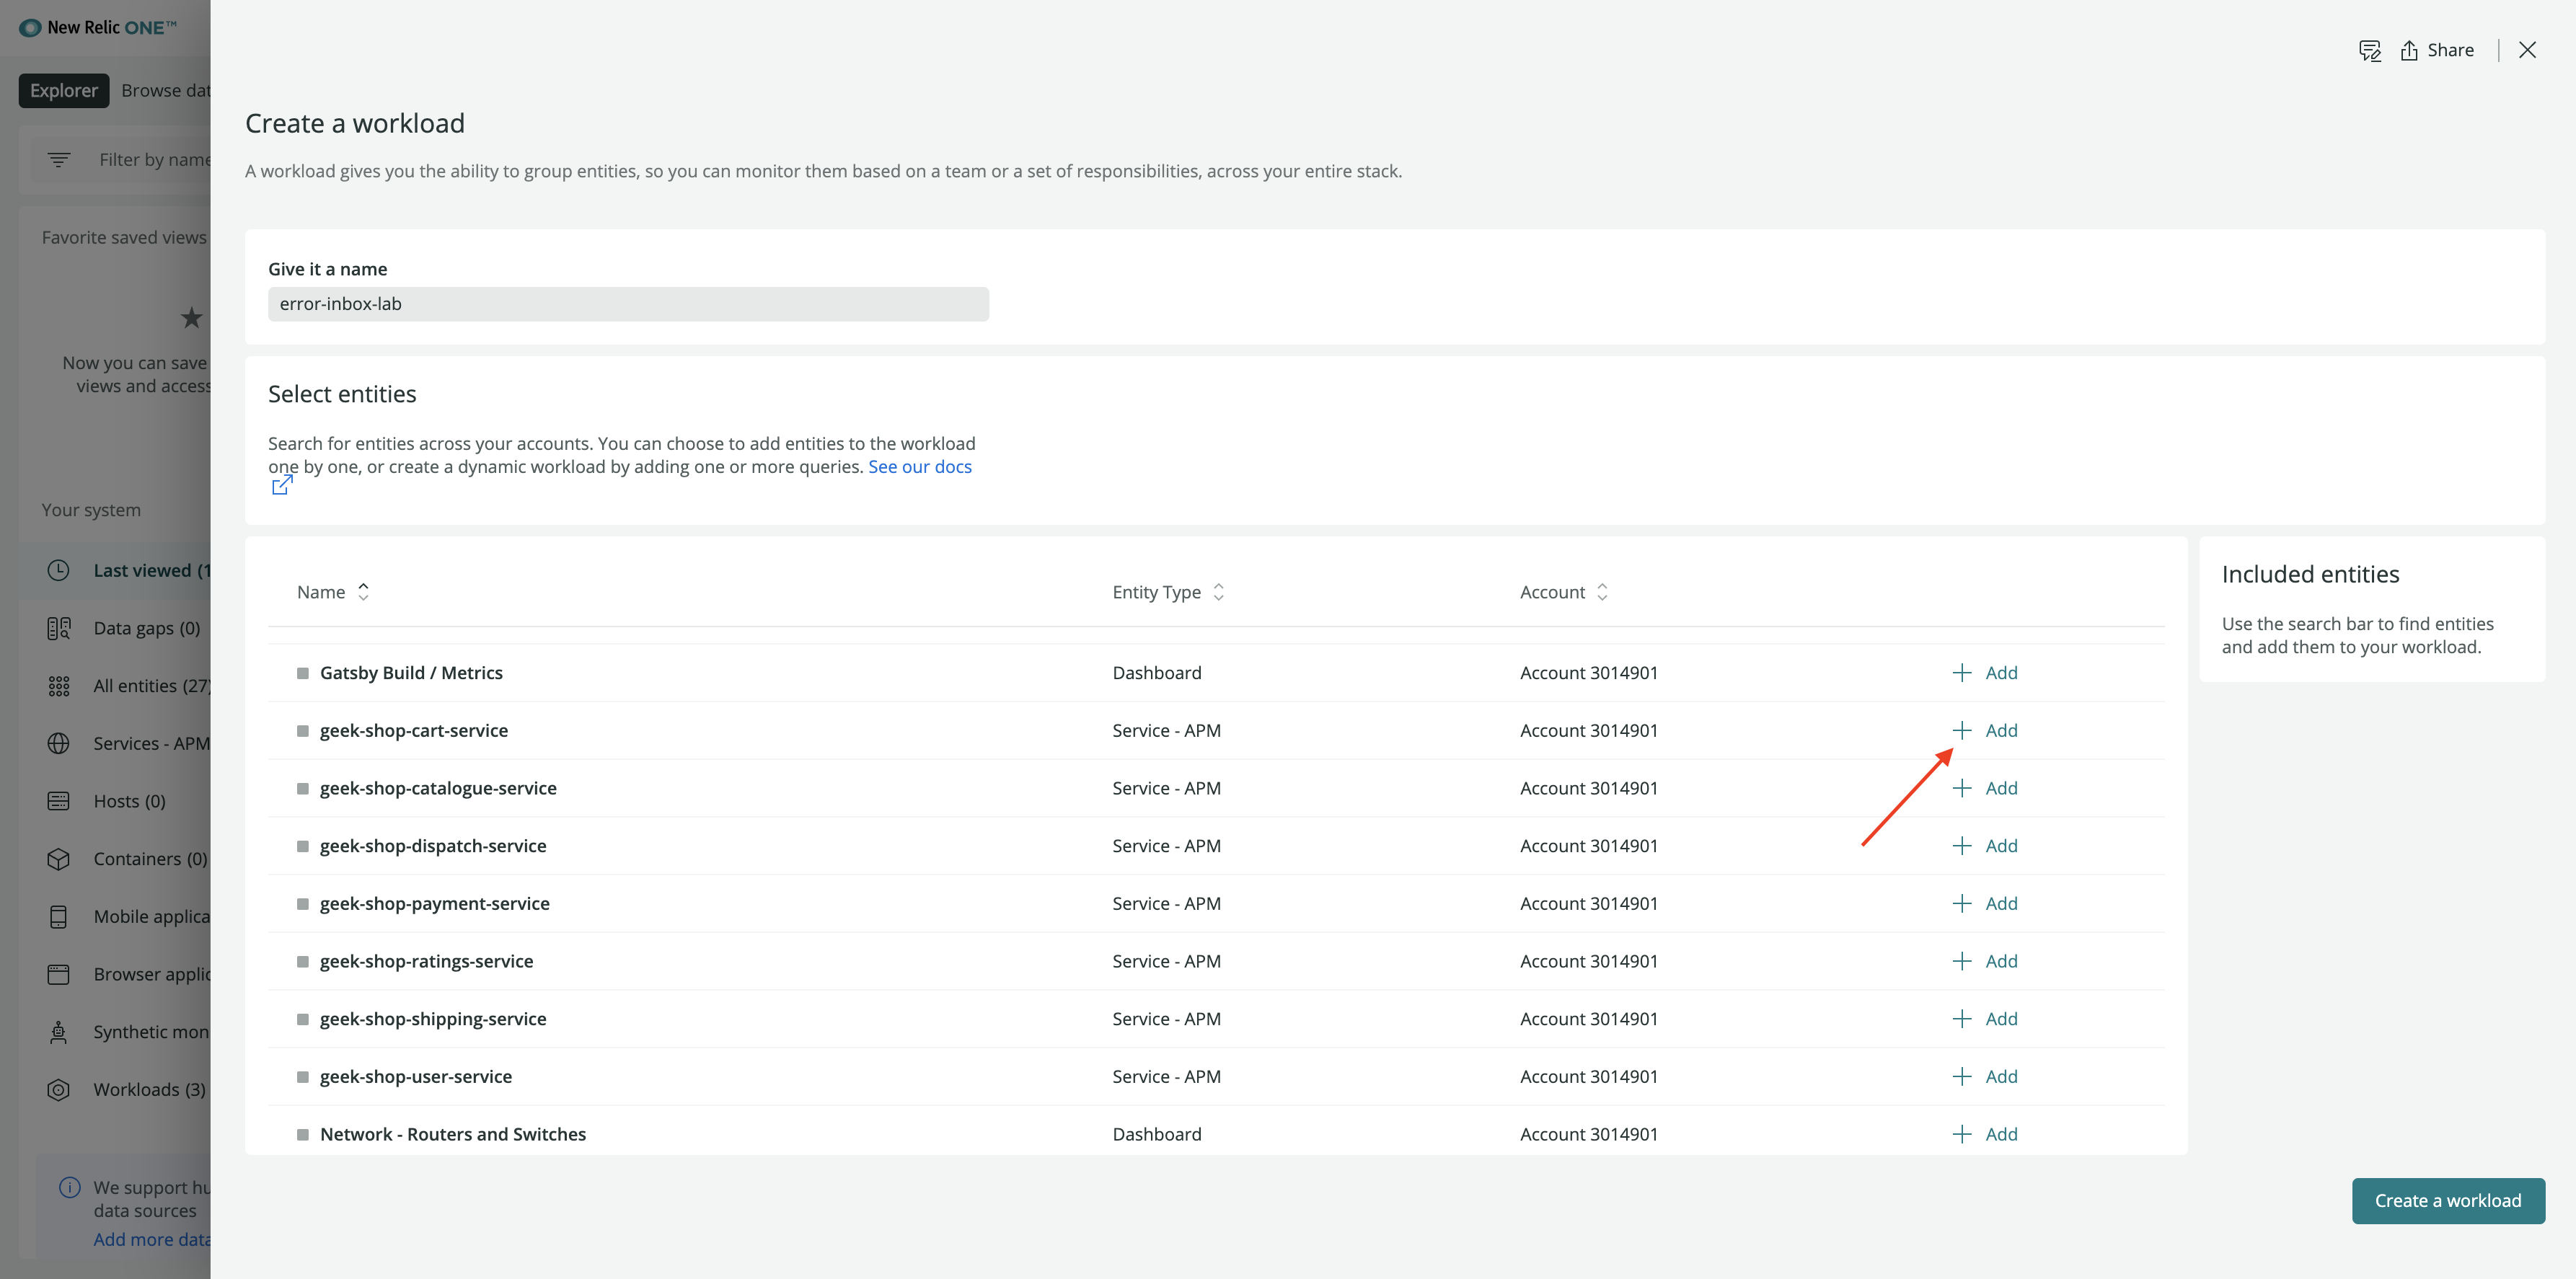 New Relic ONE™
Explorer
Browse dat
Filter by name
Favorite saved views
Now you can save
views and access
Your system
Last viewed (1
Data gaps (0)
All entities (27)
Services - APM
Hosts (0)
Containers (0)
Mobile applica
Browser applic
Synthetic mon
Workloads (3)
We support hu
data sources
Add more data
Share
Create a workload
A workload gives you the ability to group entities, so you can monitor them based on a team or a set of responsibilities, across your entire stack.
Give it a name
error-inbox-lab
Select entities
Search for entities across your accounts. You can choose to add entities to the workload
one by one, or create a dynamic workload by adding one or more queries. See our docs
Name Entity Type Account
Gatsby Build / Metrics Dashboard Account 3014901 Add
geek-shop-cart-service Service - APM Account 3014901 Add
geek-shop-catalogue-service Service - APM Account 3014901 Add
geek-shop-dispatch-service Service - APM Account 3014901 Add
geek-shop-payment-service Service - APM Account 3014901 Add
geek-shop-ratings-service Service - APM Account 3014901 Add
geek-shop-shipping-service Service - APM Account 3014901 Add
geek-shop-user-service Service - APM Account 3014901 Add
Network - Routers and Switches Dashboard Account 3014901 Add
Included entities
Use the search bar to find entities
and add them to your workload.
Create a workload